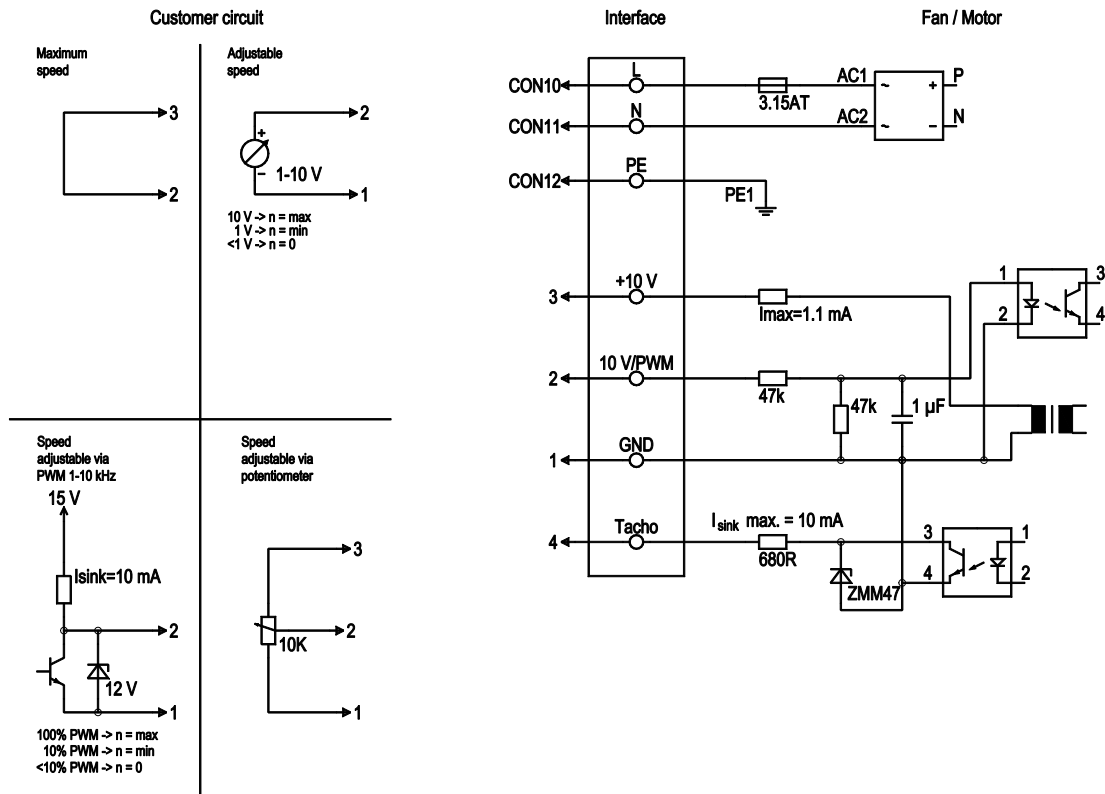 Customer circuit
Maximum
speed
3
2
Adjustable
speed
2
+
–
1-10 V
1
10 V -> n = max
1 V -> n = min
<1 V -> n = 0
Speed
adjustable via
PWM 1-10 kHz
15 V
Isink=10 mA
2
12 V
1
100% PWM -> n = max
10% PWM -> n = min
<10% PWM -> n = 0
Speed
adjustable via
potentiometer
3
2
10K
1
Interface
Fan / Motor
CON10
L
3.15AT
AC1
~
+
P
CON11
N
AC2
~
–
N
CON12
PE
PE1
3
+10 V
Imax=1.1 mA
1
2
3
4
2
10 V/PWM
47k
47k
1 µF
1
GND
4
Tacho
Isink max. = 10 mA
680R
ZMM47
3
4
1
2